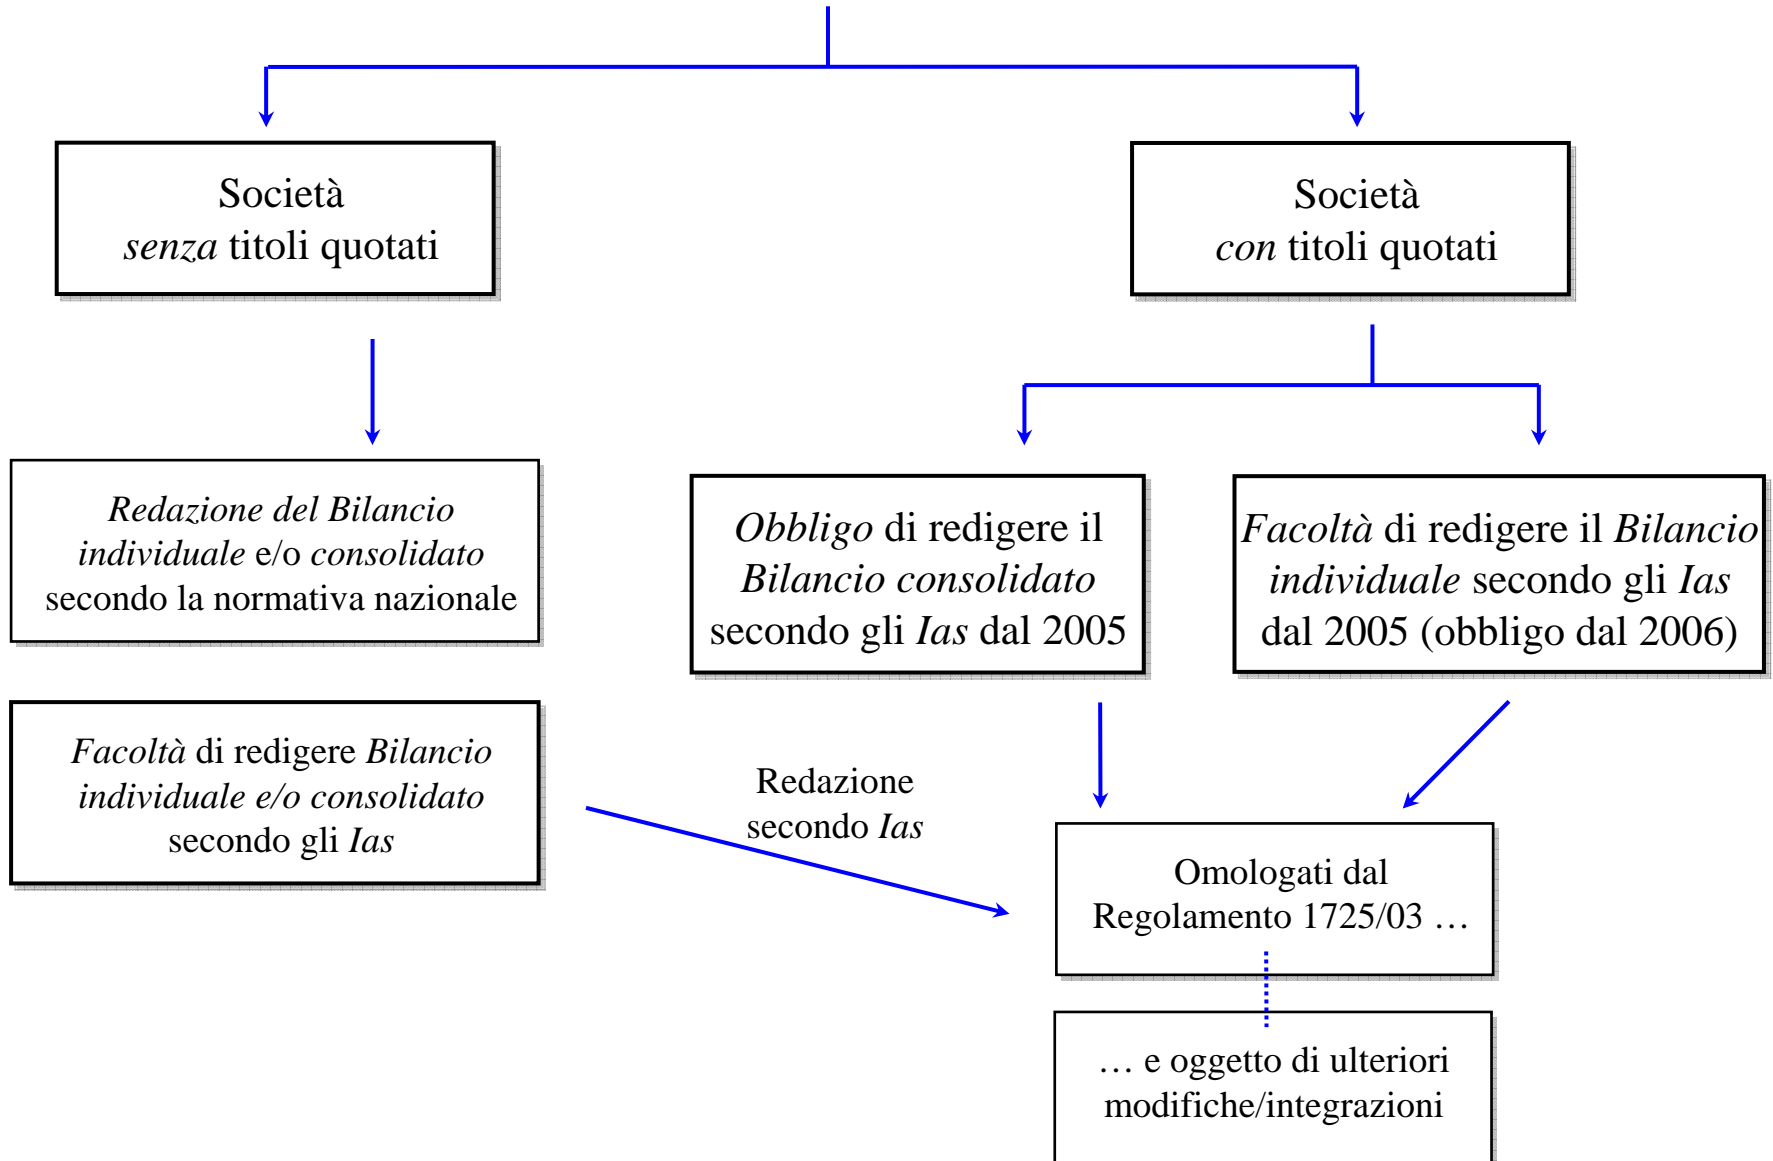 Società
senza titoli quotati
Società
con titoli quotati
Redazione del Bilancio
individuale e/o consolidato
secondo la normativa nazionale
Obbligo di redigere il
Bilancio consolidato
secondo gli Ias dal 2005
Facoltà di redigere il Bilancio
individuale secondo gli Ias
dal 2005 (obbligo dal 2006)
Facoltà di redigere Bilancio
individuale e/o consolidato
secondo gli Ias
Redazione
secondo Ias
Omologati dal
Regolamento 1725/03 …
… e oggetto di ulteriori
modifiche/integrazioni